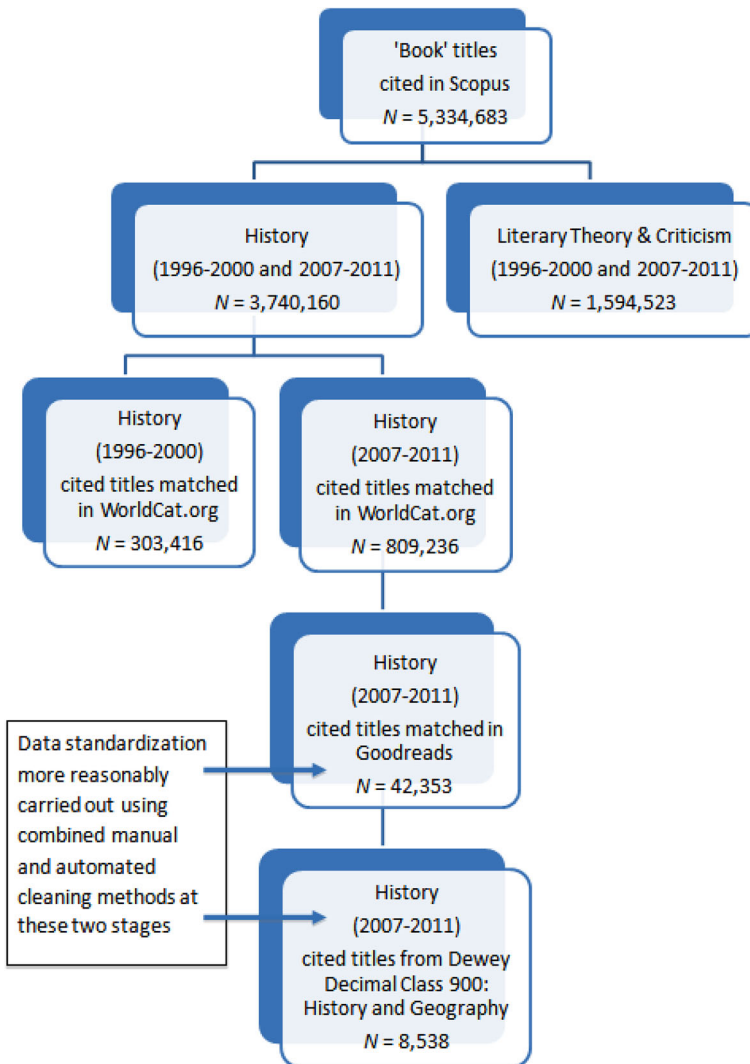 'Book' titles
cited in Scopus
N = 5,334,683
History
(1996-2000 and 2007-2011)
N = 3,740,160
Literary Theory & Criticism
(1996-2000 and 2007-2011)
N = 1,594,523
History
(1996-2000)
cited titles matched
in WorldCat.org
N = 303,416
History
(2007-2011)
cited titles matched
in WorldCat.org
N = 809,236
History
(2007-2011)
cited titles matched in
Goodreads
N = 42,353
Data standardization
more reasonably
carried out using
combined manual
and automated
cleaning methods at
these two stages
History
(2007-2011)
cited titles from Dewey
Decimal Class 900:
History and Geography
N = 8,538